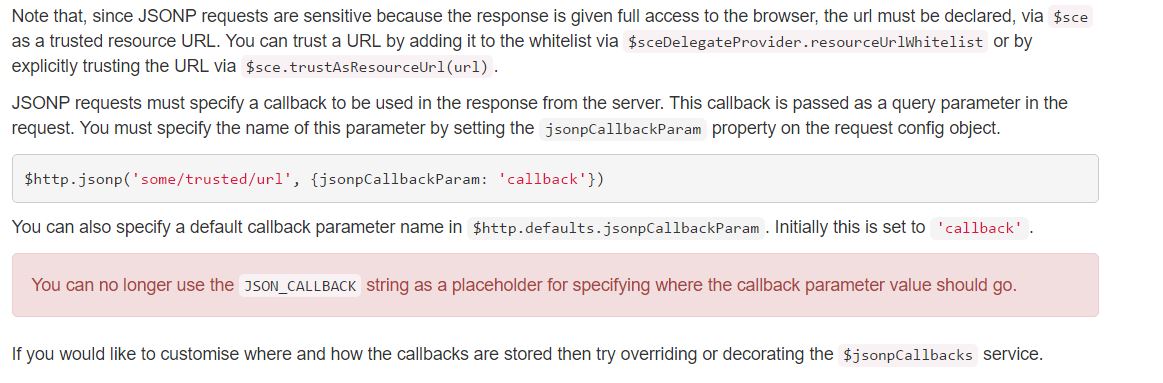 Note that, since JSONP requests are sensitive because the response is given full access to the browser, the url must be declared, via $sce
as a trusted resource URL. You can trust a URL by adding it to the whitelist via $sceDelegateProvider.resourceUrlWhitelist or by
explicitly trusting the URL via $sce.trustAsResourceUrl(url) .
JSONP requests must specify a callback to be used in the response from the server. This callback is passed as a query parameter in the
request. You must specify the name of this parameter by setting the jsonpCallbackParam property on the request config object.
$http.jsonp('some/trusted/url', {jsonpCallbackParam: 'callback'})
You can also specify a default callback parameter name in $http.defaults.jsonpCallbackParam . Initially this is set to 'callback' .
You can no longer use the JSON_CALLBACK string as a placeholder for specifying where the callback parameter value should go.
If you would like to customise where and how the callbacks are stored then try overriding or decorating the $jsonpCallbacks service.